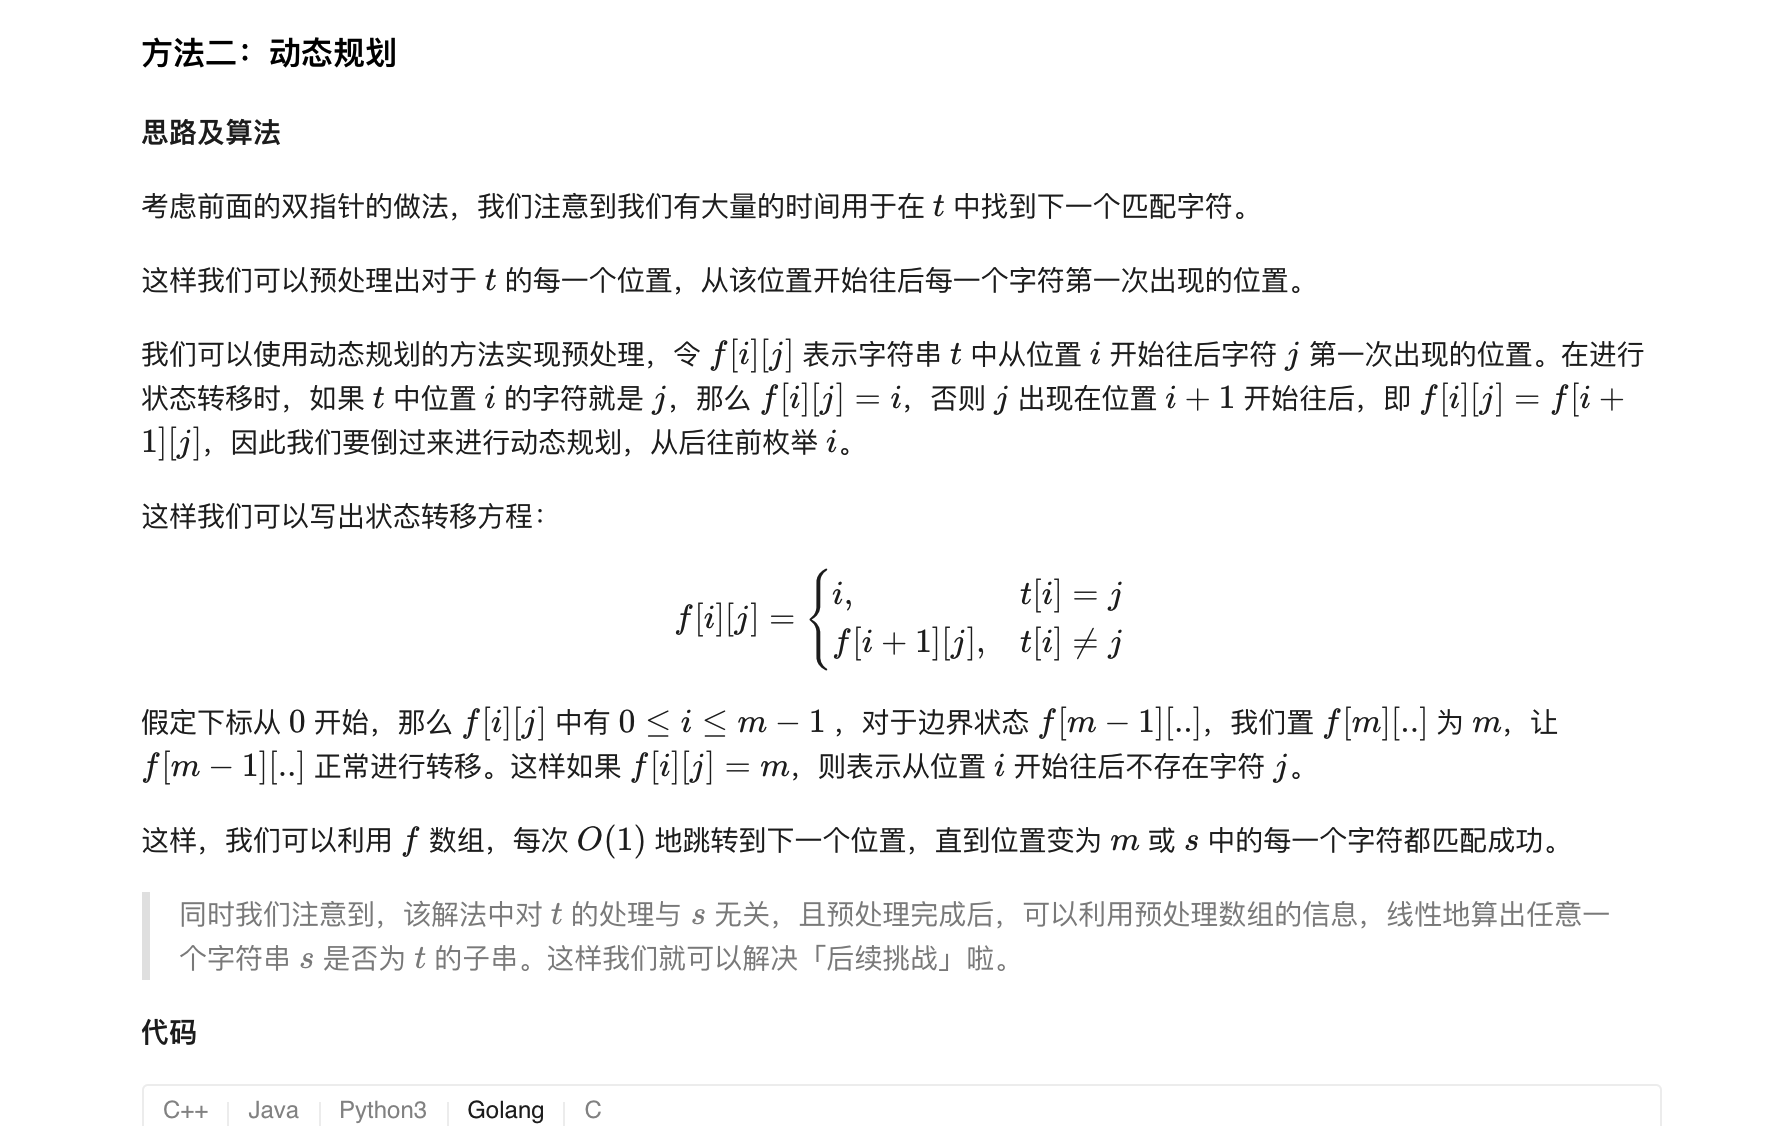 方法二：动态规划
思路及算法
考虑前面的双指针的做法，我们注意到我们有大量的时间用于在 t 中找到下一个匹配字符。
这样我们可以预处理出对于 t 的每一个位置，从该位置开始往后每一个字符第一次出现的位置。
我们可以使用动态规划的方法实现预处理，令 f[i][j] 表示字符串 t 中从位置 i 开始往后字符 j 第一次出现的位置。在进行
状态转移时，如果 t 中位置 i 的字符就是 j，那么 f[i][j] = i，否则 j 出现在位置 i + 1 开始往后，即 f[i][j] = f[i +
1][j]，因此我们要倒过来进行动态规划，从后往前枚举 i。
这样我们可以写出状态转移方程：
f[i][j] = { i, t[i] = j
f[i + 1][j], t[i] ≠ j
假定下标从 0 开始，那么 f[i][j] 中有 0 ≤ i ≤ m − 1 ，对于边界状态 f[m − 1][..]，我们置 f[m][..] 为 m，让
f[m − 1][..] 正常进行转移。这样如果 f[i][j] = m，则表示从位置 i 开始往后不存在字符 j。
这样，我们可以利用 f 数组，每次 O(1) 地跳转到下一个位置，直到位置变为 m 或 s 中的每一个字符都匹配成功。
同时我们注意到，该解法中对 t 的处理与 s 无关，且预处理完成后，可以利用预处理数组的信息，线性地算出任意一
个字符串 s 是否为 t 的子串。这样我们就可以解决「后续挑战」啦。
代码
C++ Java Python3 Golang C